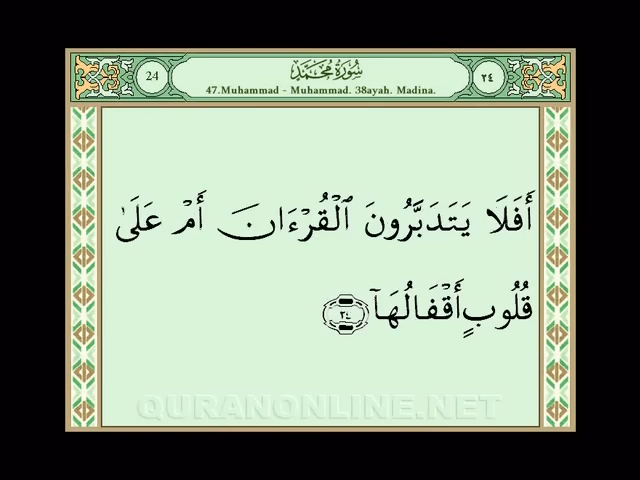 24
سُورَةُ مُحَمَّدٍ
٢٤
47.Muhammad - Muhammad. 38ayah. Madina.
أَفَلَا يَتَدَبَّرُونَ ٱلْقُرْءَانَ أَمْ عَلَىٰ
قُلُوبٍ أَقْفَالُهَآ ٢٤
QURANONLINE.NET